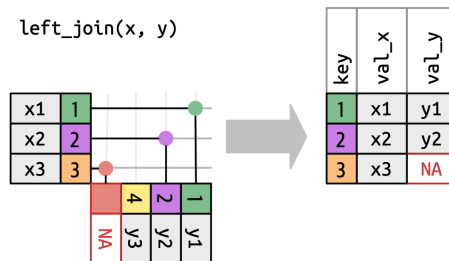 left_join(x, y)
x1 1
x2 2
x3 3
NA y3 y2 y1
4 2 1
key val_x val_y
1 x1 y1
2 x2 y2
3 x3 NA